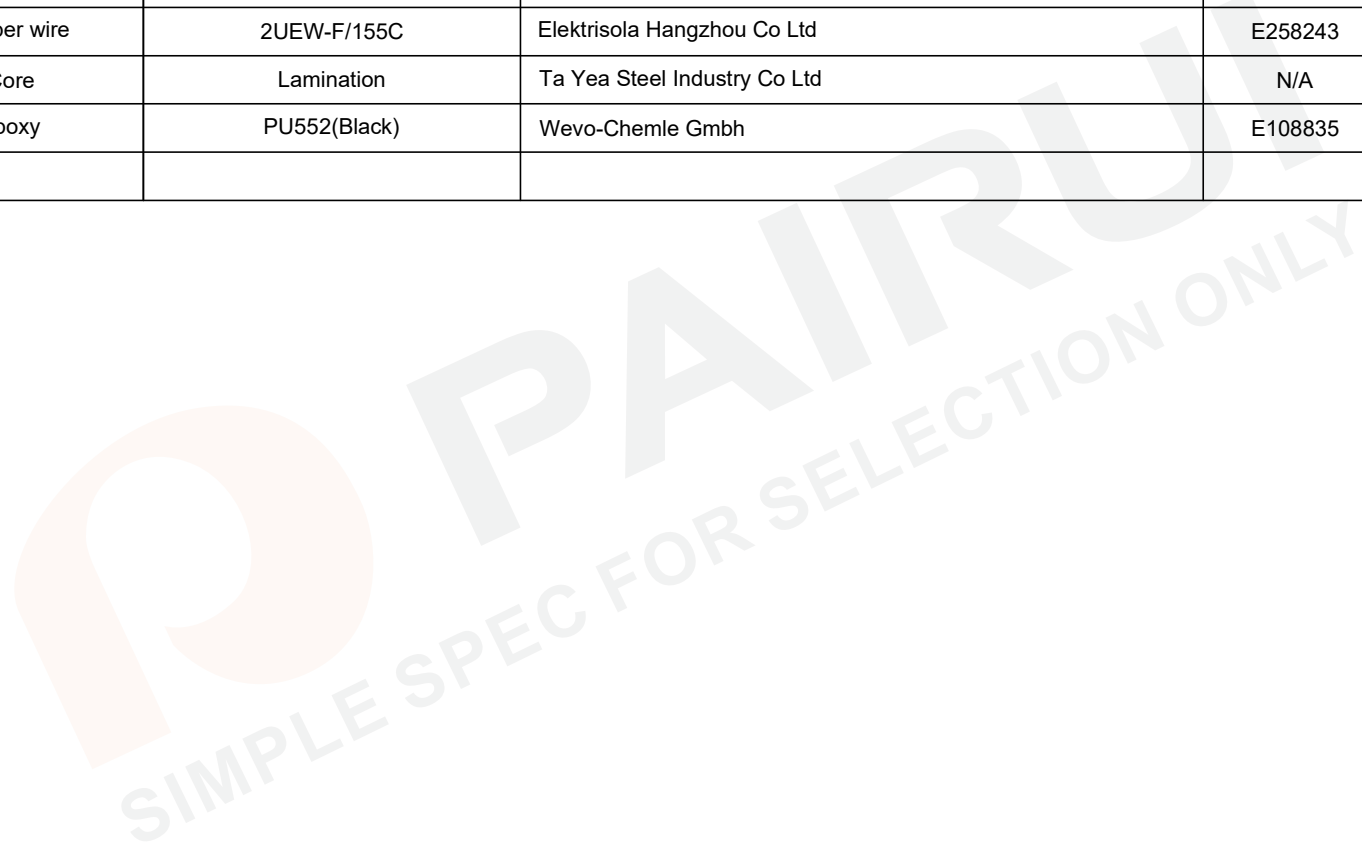 per wire 2UEW-F/155C Elektrisola Hangzhou Co Ltd E258243
Core Lamination Ta Yea Steel Industry Co Ltd N/A
poxy PU552(Black) Wevo-Chemle Gmbh E108835
PAIRUI
SIMPLE SPEC FOR SELECTION ONLY